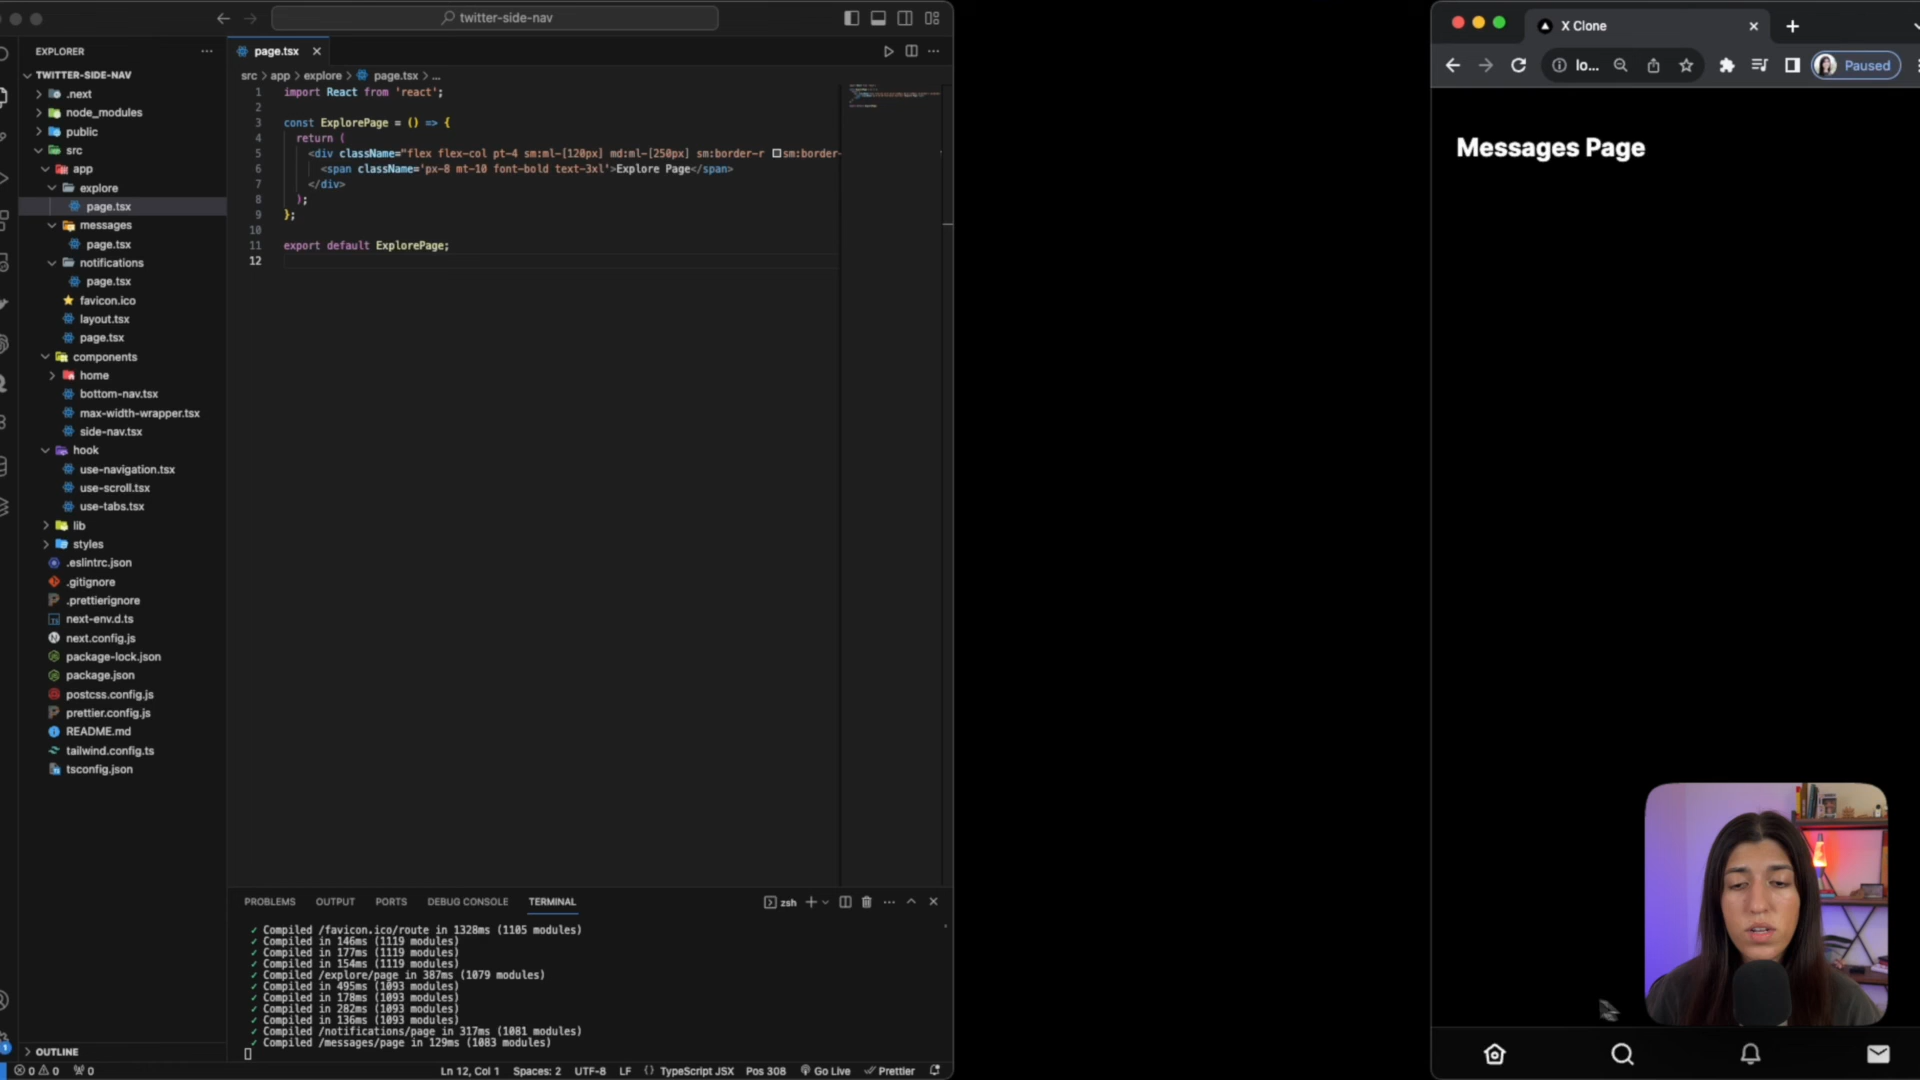 twitter-side-nav
EXPLORER
TWITTER-SIDE-NAV
.next
node_modules
public
src
app
explore
page.tsx
messages
page.tsx
notifications
page.tsx
favicon.ico
layout.tsx
page.tsx
components
home
bottom-nav.tsx
max-width-wrapper.tsx
side-nav.tsx
hook
use-navigation.tsx
use-scroll.tsx
use-tabs.tsx
lib
styles
.eslintrc.json
.gitignore
.prettierignore
next-env.d.ts
next.config.js
package-lock.json
package.json
postcss.config.js
prettier.config.js
README.md
tailwind.config.ts
tsconfig.json
OUTLINE
page.tsx
src > app > explore > page.tsx > ...
1 import React from 'react';
2
3 const ExplorePage = () => {
4 return (
5 <div className="flex flex-col pt-4 sm:ml-[120px] md:ml-[250px] sm:border-r sm:border-
6 <span className='px-8 mt-10 font-bold text-3xl'>Explore Page</span>
7 </div>
8 );
9 };
10
11 export default ExplorePage;
12
PROBLEMS OUTPUT PORTS DEBUG CONSOLE TERMINAL
zsh
✓ Compiled /favicon.ico/route in 1328ms (1105 modules)
✓ Compiled in 146ms (1119 modules)
✓ Compiled in 177ms (1119 modules)
✓ Compiled in 154ms (1119 modules)
✓ Compiled /explore/page in 387ms (1079 modules)
✓ Compiled in 495ms (1093 modules)
✓ Compiled in 178ms (1093 modules)
✓ Compiled in 282ms (1093 modules)
✓ Compiled in 136ms (1093 modules)
✓ Compiled /notifications/page in 317ms (1081 modules)
✓ Compiled /messages/page in 129ms (1083 modules)
1
0 0 0 Ln 12, Col 1 Spaces: 2 UTF-8 LF {} TypeScript JSX Pos 308 Go Live Prettier
X Clone
lo...
Paused
Messages Page